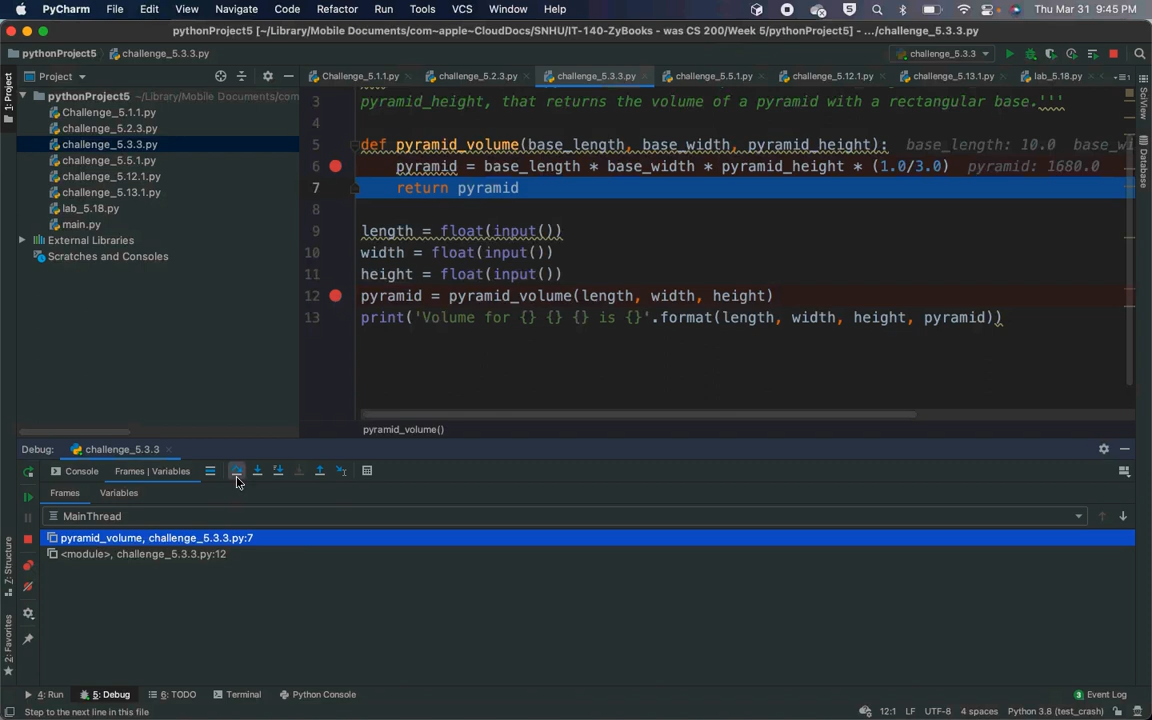 PyCharm File Edit View Navigate Code Refactor Run Tools VCS Window Help Thu Mar 31 9:45 PM
pythonProject5 [~/Library/Mobile Documents/com~apple~CloudDocs/SNHU/IT-140-ZyBooks - was CS 200/Week 5/pythonProject5] - .../challenge_5.3.3.py
pythonProject5 challenge_5.3.3.py challenge_5.3.3
Project Challenge_5.1.1.py challenge_5.2.3.py challenge_5.3.3.py challenge_5.5.1.py challenge_5.12.1.py challenge_5.13.1.py lab_5.18.py
1: Project
SciView
Database
pythonProject5 ~/Library/Mobile Documents/com
Challenge_5.1.1.py
challenge_5.2.3.py
challenge_5.3.3.py
challenge_5.5.1.py
challenge_5.12.1.py
challenge_5.13.1.py
lab_5.18.py
main.py
External Libraries
Scratches and Consoles
3 pyramid_height, that returns the volume of a pyramid with a rectangular base.'''
4
5 def pyramid_volume(base_length, base_width, pyramid_height): base_length: 10.0 base_wi
6 pyramid = base_length * base_width * pyramid_height * (1.0/3.0) pyramid: 1680.0
7 return pyramid
8
9 length = float(input())
10 width = float(input())
11 height = float(input())
12 pyramid = pyramid_volume(length, width, height)
13 print('Volume for {} {} {} is {}'.format(length, width, height, pyramid))
pyramid_volume()
Debug: challenge_5.3.3
Console Frames | Variables
Frames Variables
MainThread
pyramid_volume, challenge_5.3.3.py:7
<module>, challenge_5.3.3.py:12
Z: Structure
2: Favorites
4: Run 5: Debug 6: TODO Terminal Python Console 3 Event Log
Step to the next line in this file 12:1 LF UTF-8 4 spaces Python 3.8 (test_crash)